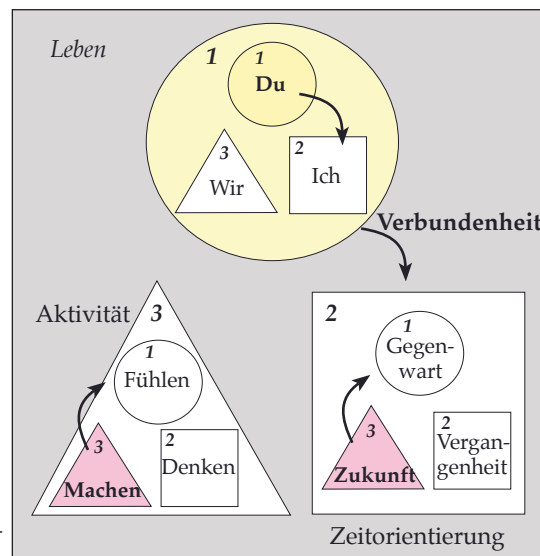 Leben
1
1
Du
3
Wir
2
Ich
Verbundenheit
Aktivität
3
1
Fühlen
3
Machen
2
Denken
2
1
Gegen-
wart
3
Zukunft
2
Vergan-
genheit
Zeitorientierung